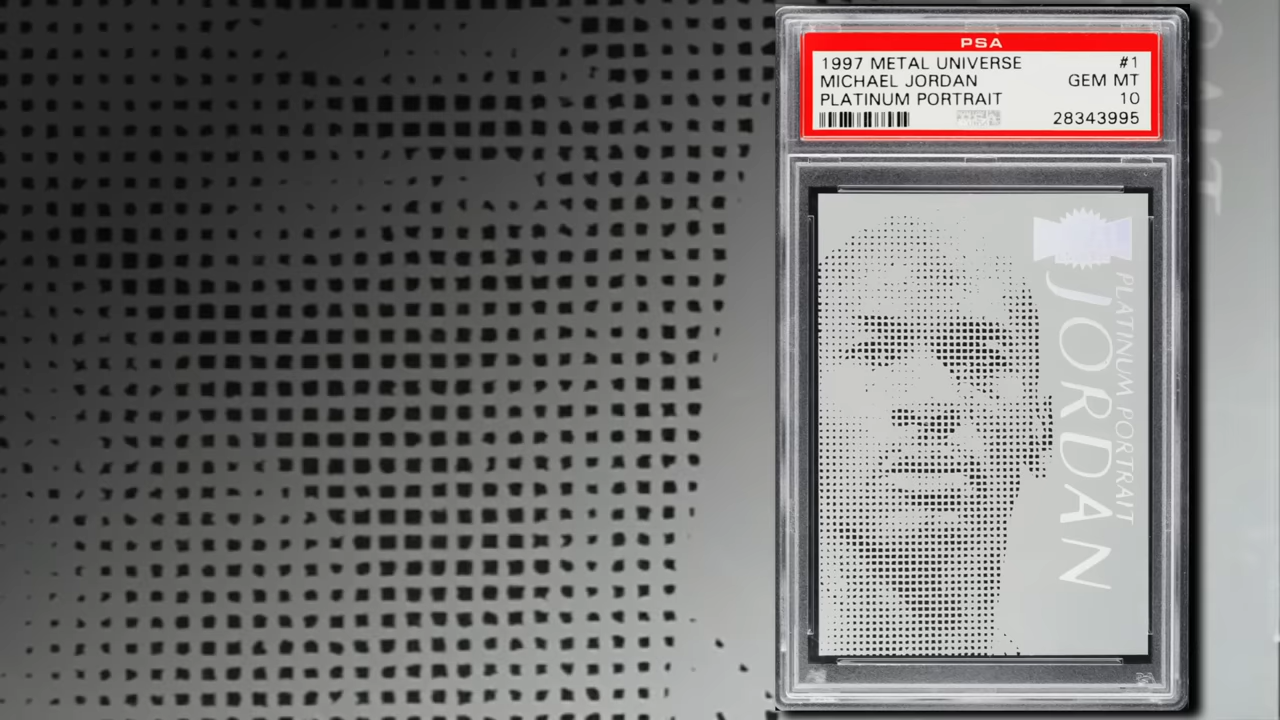 PSA
1997 METAL UNIVERSE #1
MICHAEL JORDAN GEM MT
PLATINUM PORTRAIT 10
28343995
PLATINUM PORTRAIT
JORDAN